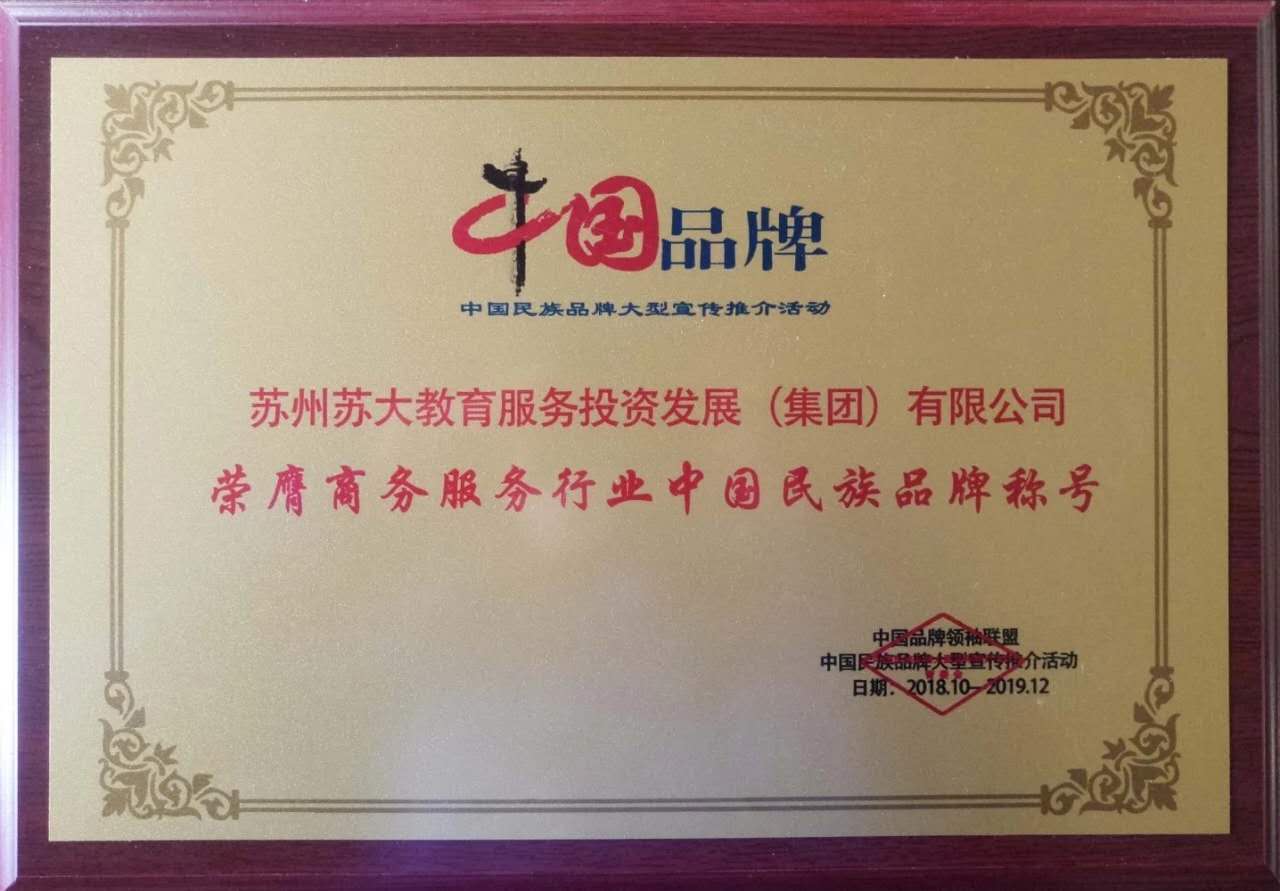 中国品牌
中国民族品牌大型宣传推介活动
苏州苏大教育服务投资发展（集团）有限公司
荣膺商务服务行业中国民族品牌称号
中国品牌领袖联盟
中国民族品牌大型宣传推介活动
日期：2018.10—2019.12